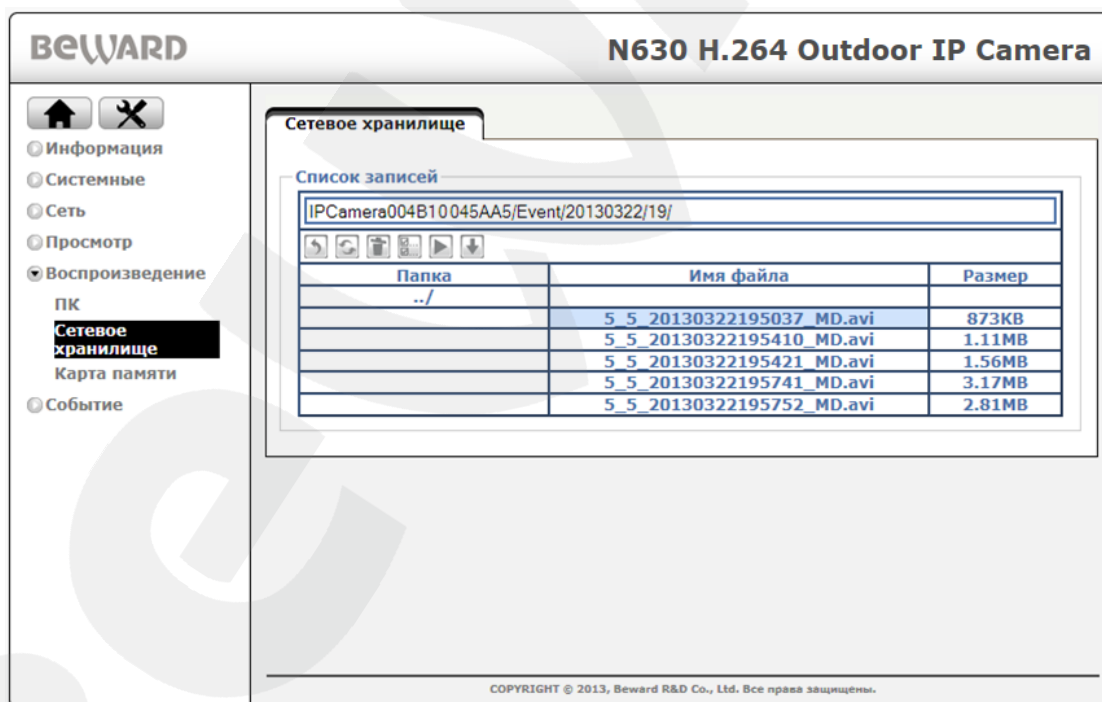 BEWARD
N630 H.264 Outdoor IP Camera
Информация
Системные
Сеть
Просмотр
Воспроизведение
ПК
Сетевое
хранилище
Карта памяти
Событие
Сетевое хранилище
Список записей
IPCamera004B10045AA5/Event/20130322/19/
Папка Имя файла Размер
../
5_5_20130322195037_MD.avi 873KB
5_5_20130322195410_MD.avi 1.11MB
5_5_20130322195421_MD.avi 1.56MB
5_5_20130322195741_MD.avi 3.17MB
5_5_20130322195752_MD.avi 2.81MB
COPYRIGHT © 2013, Beward R&D Co., Ltd. Все права защищены.